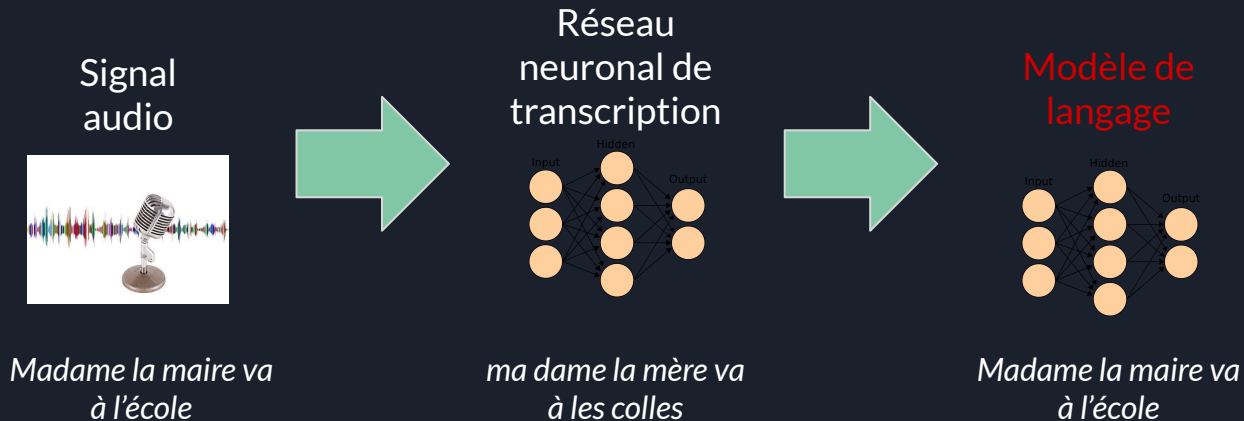 Signal
audio
Madame la maire va
à l’école
Réseau
neuronal de
transcription
Input
Hidden
Output
ma dame la mère va
à les colles
Modèle de
langage
Input
Hidden
Output
Madame la maire va
à l’école